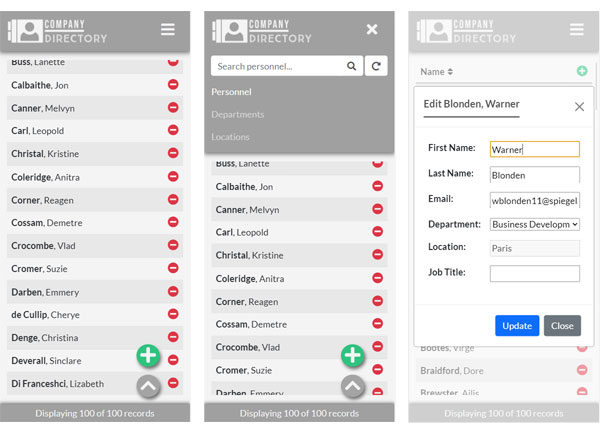 COMPANY
DIRECTORY
Buss, Lanette
Calbaithe, Jon
Canner, Melvyn
Carl, Leopold
Christal, Kristine
Coleridge, Anitra
Corner, Reagen
Cossam, Demetre
Crocombe, Vlad
Cromer, Suzie
Darben, Emmery
de Cullip, Cherye
Denge, Christina
Deverall, Sinclare
Di Franceshci, Lizabeth
Displaying 100 of 100 records
COMPANY
DIRECTORY
Search personnel...
Personnel
Departments
Locations
Buss, Lanette
Calbaithe, Jon
Canner, Melvyn
Carl, Leopold
Christal, Kristine
Coleridge, Anitra
Corner, Reagen
Cossam, Demetre
Crocombe, Vlad
Cromer, Suzie
Darben, Emmery
Displaying 100 of 100 records
COMPANY
DIRECTORY
Name
Edit Blonden, Warner
First Name: Warner
Last Name: Blonden
Email: wblonden11@spiegel
Department: Business Developm
Location: Paris
Job Title:
Update Close
Bootes, Virge
Braidford, Dore
Brewster, Ailis
Displaying 100 of 100 records